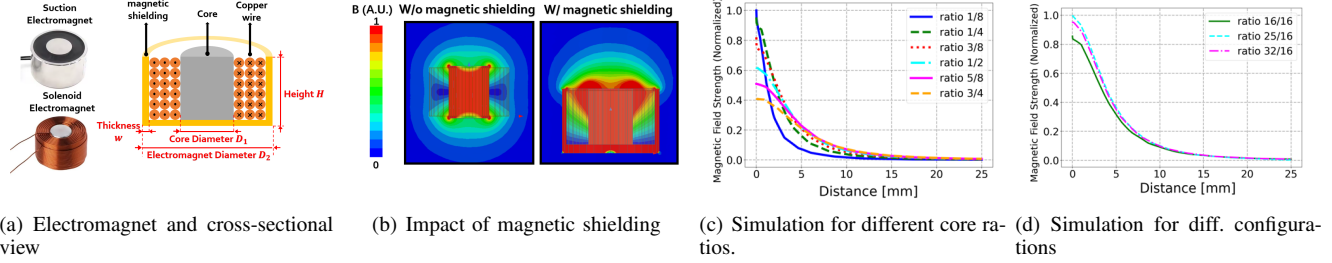 Suction
Electromagnet
Solenoid
Electromagnet
magnetic
shielding
Core
Copper
wire
Height H
Thickness
w
Core Diameter D₁
Electromagnet Diameter D₂
(a) Electromagnet and cross-sectional
view
B (A.U.)
1
0
W/o magnetic shielding
W/ magnetic shielding
(b) Impact of magnetic shielding
Magnetic Field Strength (Normalized)
1.0
0.8
0.6
0.4
0.2
0.0
0 5 10 15 20 25
Distance [mm]
ratio 1/8
ratio 1/4
ratio 3/8
ratio 1/2
ratio 5/8
ratio 3/4
(c) Simulation for different core ra-
tios.
Magnetic Field Strength (Normalized)
1.0
0.8
0.6
0.4
0.2
0.0
0 5 10 15 20 25
Distance [mm]
ratio 16/16
ratio 25/16
ratio 32/16
(d) Simulation for diff. configura-
tions